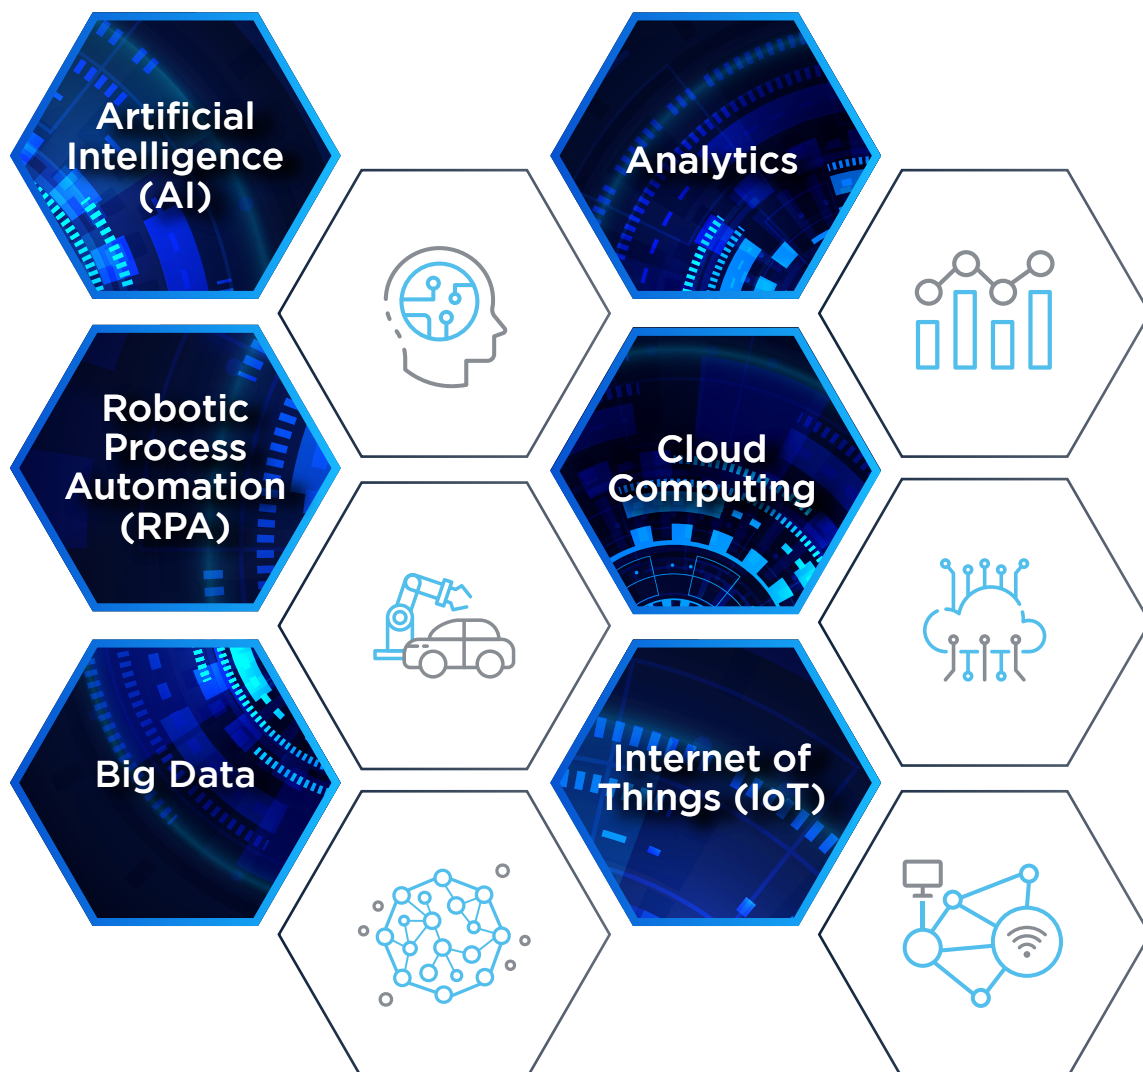 Artificial
Intelligence
(AI)
Analytics
Robotic
Process
Automation
(RPA)
Cloud
Computing
Big Data
Internet of
Things (IoT)